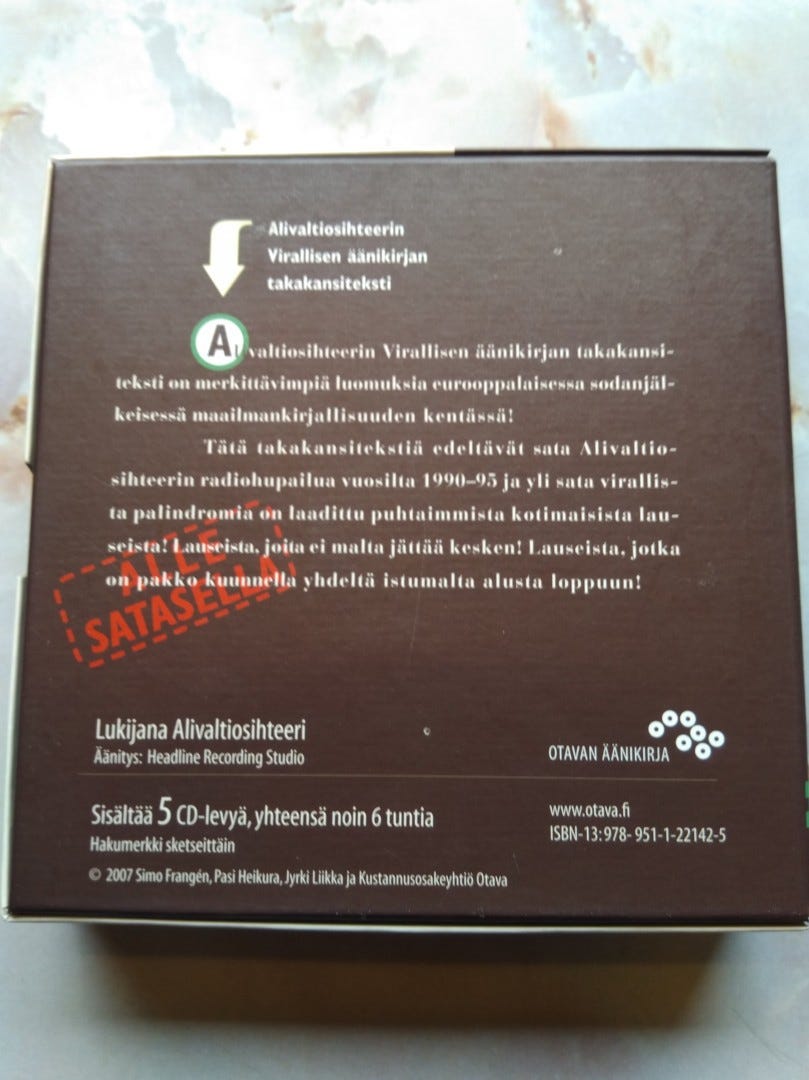 Alivaltiosihteerin
Virallisen äänikirjan
takakansiteksti
Alivaltiosihteerin Virallisen äänikirjan takakansi-
teksti on merkittävimpiä luomuksia eurooppalaisessa sodanjäl-
keisessä maailmankirjallisuuden kentässä!
Tätä takakansitekstiä edeltävät sata Alivaltio-
sihteerin radiohupailua vuosilta 1990–95 ja yli sata virallis-
ta palindromia on laadittu puhtaimmista kotimaisista lau-
seista! Lauseista, joita ei malta jättää kesken! Lauseista, jotka
on pakko kuunnella yhdeltä istumalta alusta loppuun!
ALLE
SATASELLA
Lukijana Alivaltiosihteeri
Äänitys: Headline Recording Studio
OTAVAN ÄÄNIKIRJA
Sisältää 5 CD-levyä, yhteensä noin 6 tuntia
Hakumerkki sketseittäin
www.otava.fi
ISBN-13: 978- 951-1-22142-5
© 2007 Simo Frangén, Pasi Heikura, Jyrki Liikka ja Kustannusosakeyhtiö Otava